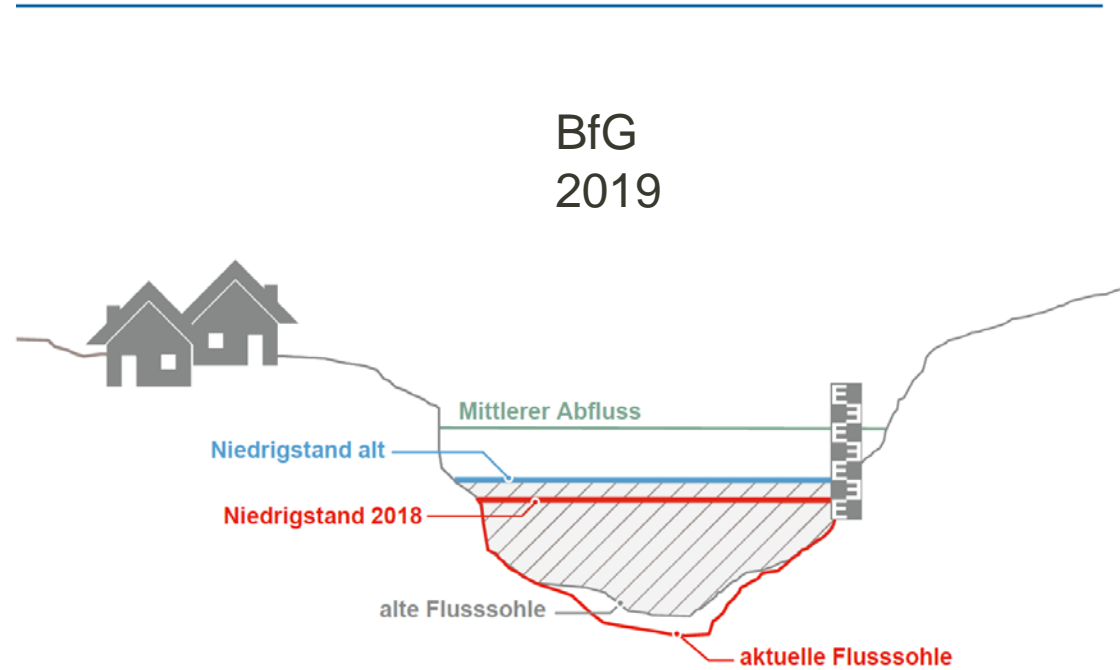 BfG
2019
Mittlerer Abfluss
Niedrigstand alt
Niedrigstand 2018
alte Flusssohle
aktuelle Flusssohle